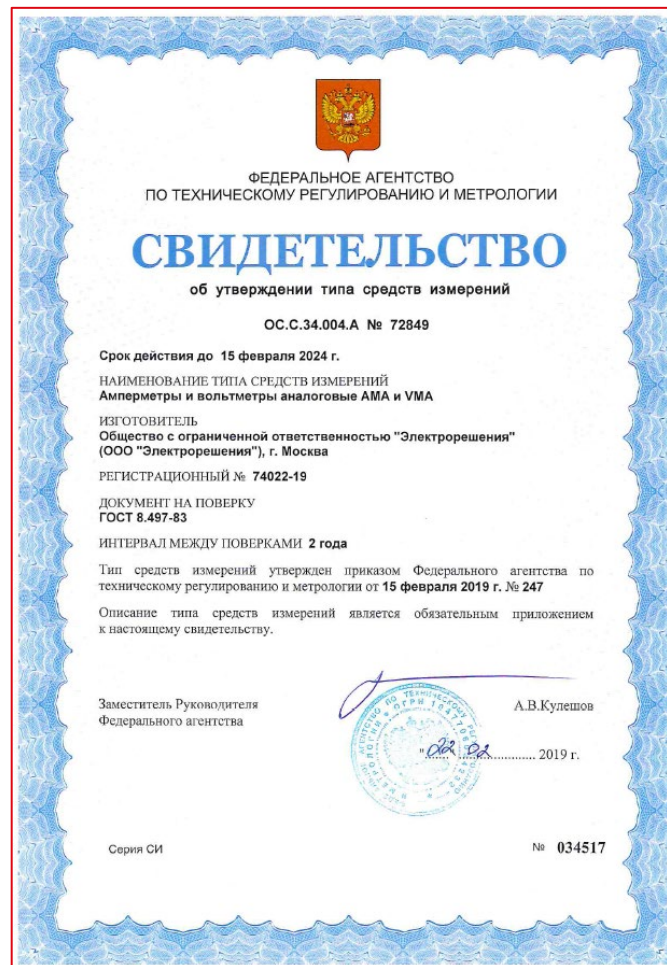 ФЕДЕРАЛЬНОЕ АГЕНТСТВО
ПО ТЕХНИЧЕСКОМУ РЕГУЛИРОВАНИЮ И МЕТРОЛОГИИ
СВИДЕТЕЛЬСТВО
об утверждении типа средств измерений
ОС.С.34.004.А № 72849
Срок действия до 15 февраля 2024 г.
НАИМЕНОВАНИЕ ТИПА СРЕДСТВ ИЗМЕРЕНИЙ
Амперметры и вольтметры аналоговые АМА и VMA
ИЗГОТОВИТЕЛЬ
Общество с ограниченной ответственностью "Электрорешения"
(ООО "Электрорешения"), г. Москва
РЕГИСТРАЦИОННЫЙ № 74022-19
ДОКУМЕНТ НА ПОВЕРКУ
ГОСТ 8.497-83
ИНТЕРВАЛ МЕЖДУ ПОВЕРКАМИ 2 года
Тип средств измерений утвержден приказом Федерального агентства по
техническому регулированию и метрологии от 15 февраля 2019 г. № 247
Описание типа средств измерений является обязательным приложением
к настоящему свидетельству.
Заместитель Руководителя
Федерального агентства
А.В.Кулешов
"22" 02 2019 г.
Серия СИ
№ 034517